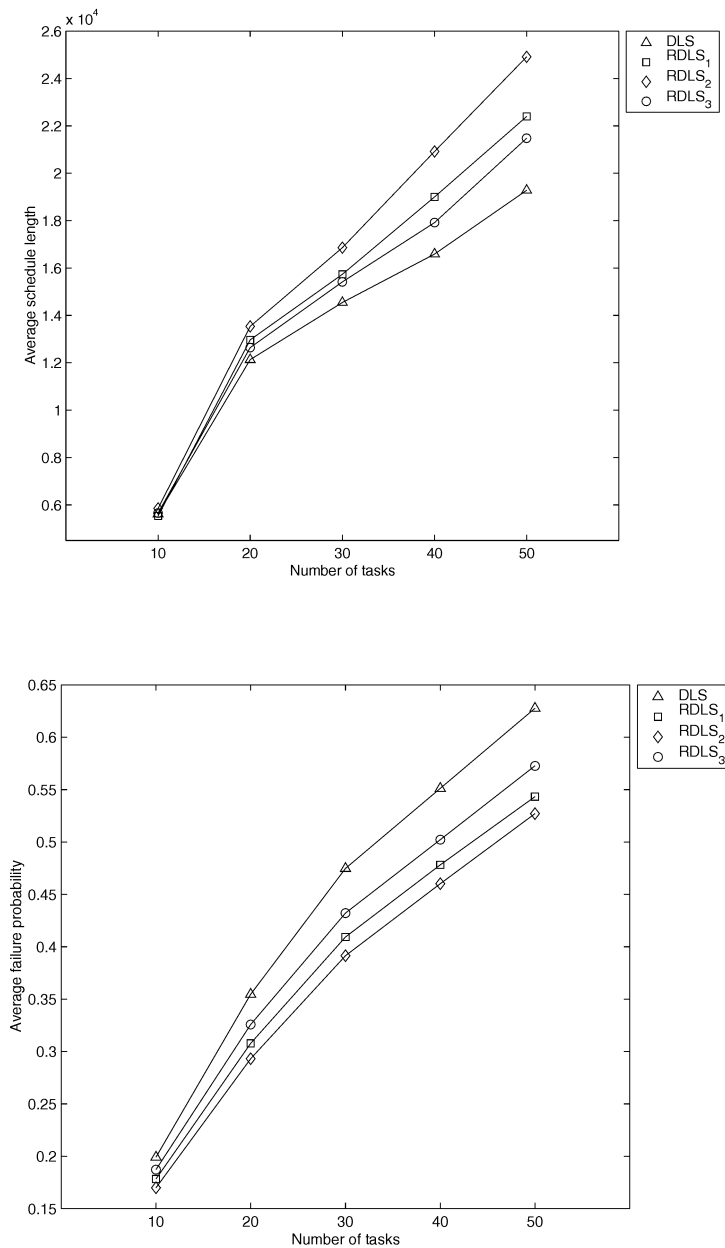 x 10⁴
2.6
2.4
2.2
2
1.8
1.6
1.4
1.2
1
0.8
0.6
Average schedule length
10 20 30 40 50
Number of tasks
DLS
RDLS₁
RDLS₂
RDLS₃
0.65
0.6
0.55
0.5
0.45
0.4
0.35
0.3
0.25
0.2
0.15
Average failure probability
10 20 30 40 50
Number of tasks
DLS
RDLS₁
RDLS₂
RDLS₃